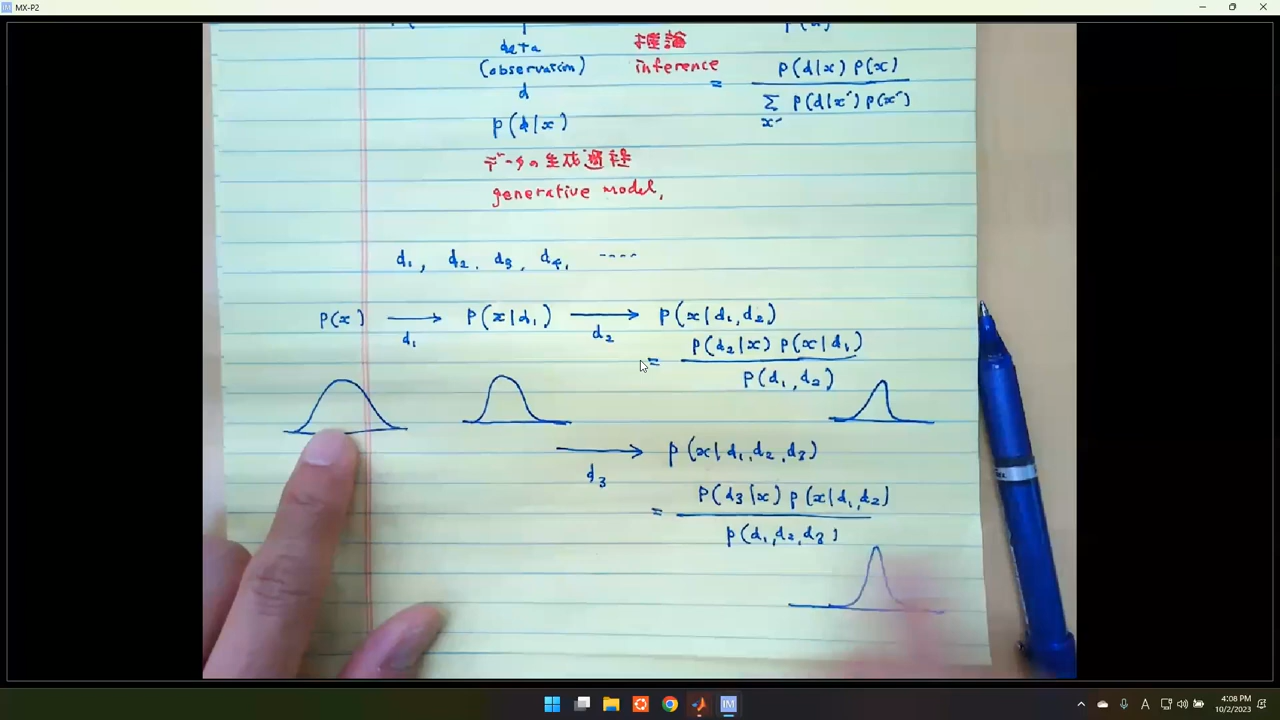 MX-P2
data
(observation)
d
p(d|x)
データの生成過程
generative model,
推論
inference
= p(d|x) p(x)
Σ p(d|x′) p(x′)
x′
d₁, d₂, d₃, d₄, ----
p(x) → p(x|d₁) → p(x|d₁,d₂)
d₁ d₂
= p(d₂|x) p(x|d₁)
p(d₁,d₂)
→ p(x|d₁,d₂,d₃)
d₃
= p(d₃|x) p(x|d₁,d₂)
p(d₁,d₂,d₃)
4:08 PM
10/2/2023